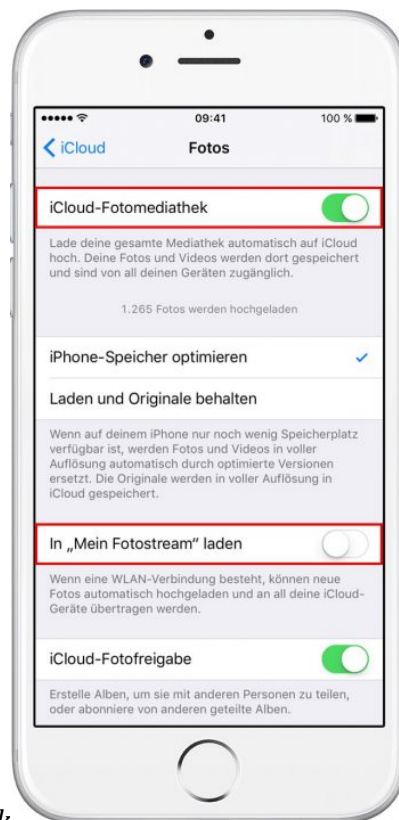 09:41
100 %
iCloud
Fotos
iCloud-Fotomediathek
Lade deine gesamte Mediathek automatisch auf iCloud
hoch. Deine Fotos und Videos werden dort gespeichert
und sind von all deinen Geräten zugänglich.
1.265 Fotos werden hochgeladen
iPhone-Speicher optimieren
Laden und Originale behalten
Wenn auf deinem iPhone nur noch wenig Speicherplatz
verfügbar ist, werden Fotos und Videos in voller
Auflösung automatisch durch optimierte Versionen
ersetzt. Die Originale werden in voller Auflösung in
iCloud gespeichert.
In „Mein Fotostream“ laden
Wenn eine WLAN-Verbindung besteht, können neue
Fotos automatisch hochgeladen und an all deine iCloud-
Geräte übertragen werden.
iCloud-Fotofreigabe
Erstelle Alben, um sie mit anderen Personen zu teilen,
oder abonniere von anderen geteilte Alben.